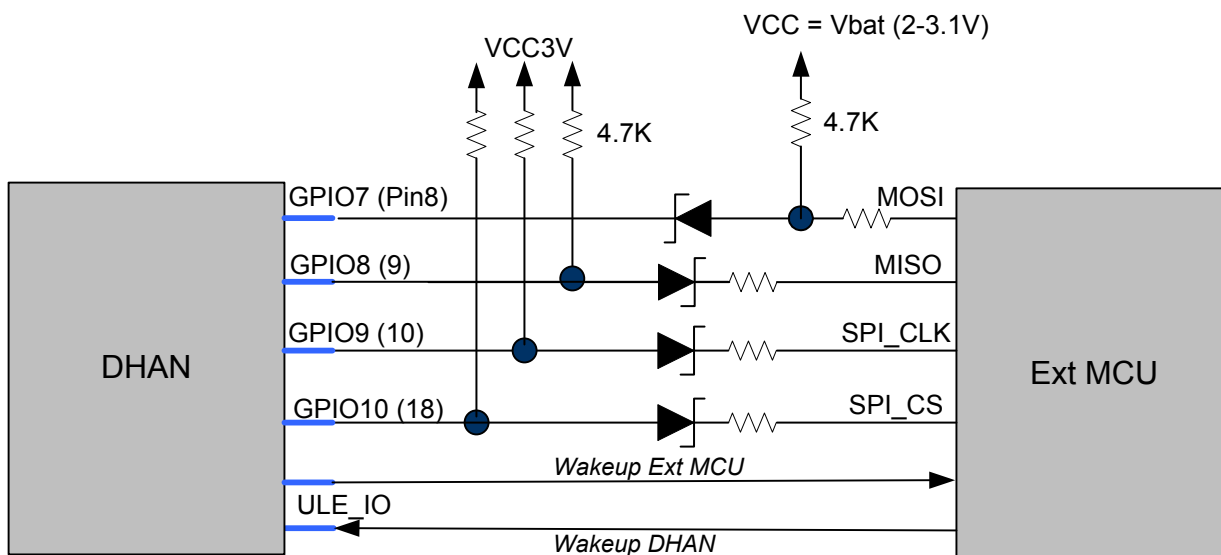 VCC = Vbat (2-3.1V)
VCC3V
4.7K
4.7K
GPIO7 (Pin8)
MOSI
GPIO8 (9)
MISO
GPIO9 (10)
SPI_CLK
DHAN
Ext MCU
GPIO10 (18)
SPI_CS
Wakeup Ext MCU
ULE_IO
Wakeup DHAN